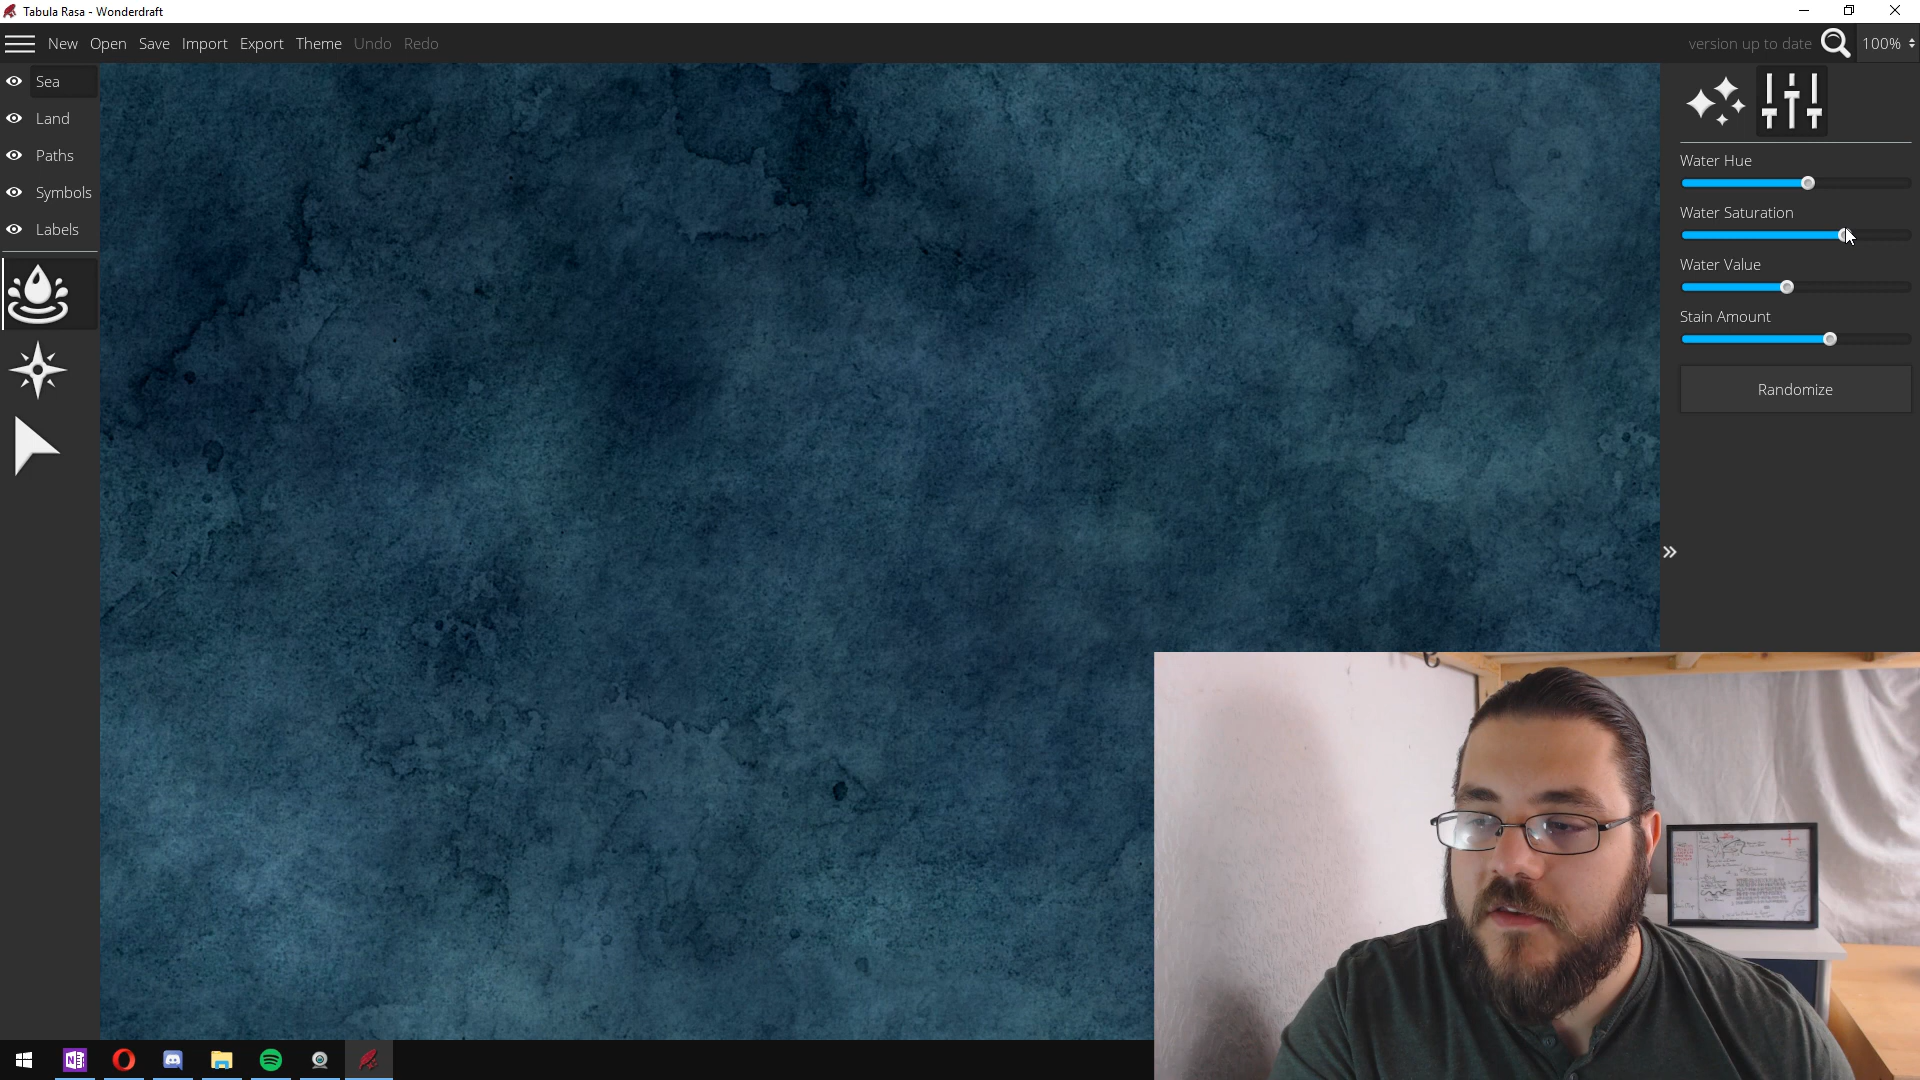 Tabula Rasa - Wonderdraft
New Open Save Import Export Theme Undo Redo
version up to date 100%
Sea
Land
Paths
Symbols
Labels
Water Hue
Water Saturation
Water Value
Stain Amount
Randomize